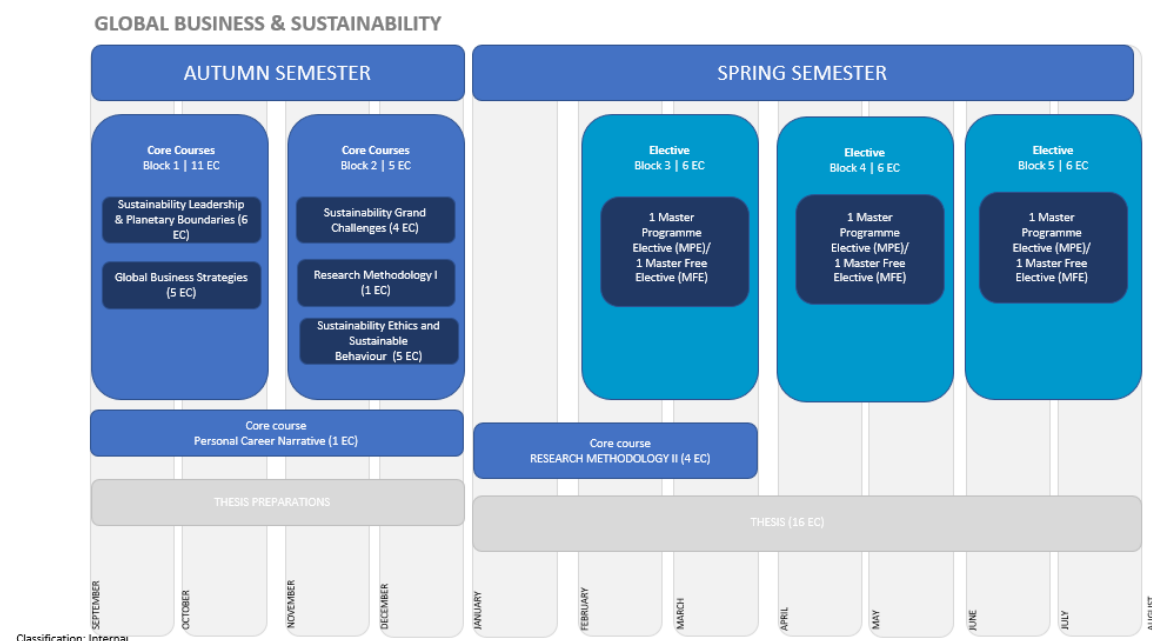 GLOBAL BUSINESS & SUSTAINABILITY
AUTUMN SEMESTER
SPRING SEMESTER
Core Courses
Block 1 | 11 EC
Sustainability Leadership
& Planetary Boundaries (6
EC)
Global Business Strategies
(5 EC)
Core Courses
Block 2 | 5 EC
Sustainability Grand
Challenges (4 EC)
Research Methodology I
(1 EC)
Sustainability Ethics and
Sustainable
Behaviour (5 EC)
Elective
Block 3 | 6 EC
1 Master
Programme
Elective (MPE)/
1 Master Free
Elective (MFE)
Elective
Block 4 | 6 EC
1 Master
Programme
Elective (MPE)/
1 Master Free
Elective (MFE)
Elective
Block 5 | 6 EC
1 Master
Programme
Elective (MPE)/
1 Master Free
Elective (MFE)
Core course
Personal Career Narrative (1 EC)
Core course
RESEARCH METHODOLOGY II (4 EC)
THESIS PREPARATIONS
THESIS (16 EC)
SEPTEMBER
OCTOBER
NOVEMBER
DECEMBER
JANUARY
FEBRUARY
MARCH
APRIL
MAY
JUNE
JULY
AUGUST
Classification: Internal